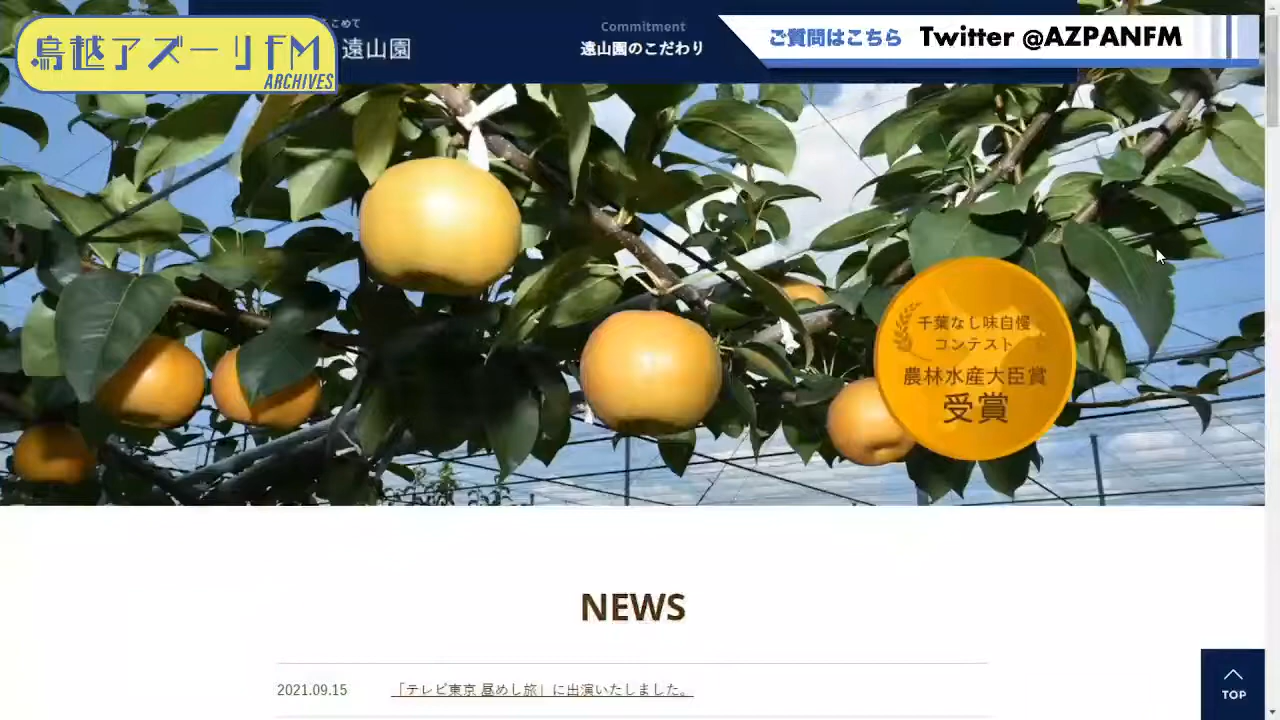 鳥越アズーリFM
ARCHIVES
こめて
遠山園
Commitment
遠山園のこだわり
ご質問はこちら Twitter @AZPANFM
千葉なし味自慢
コンテスト
農林水産大臣賞
受賞
NEWS
2021.09.15 「テレビ東京 昼めし旅」に出演いたしました。
TOP